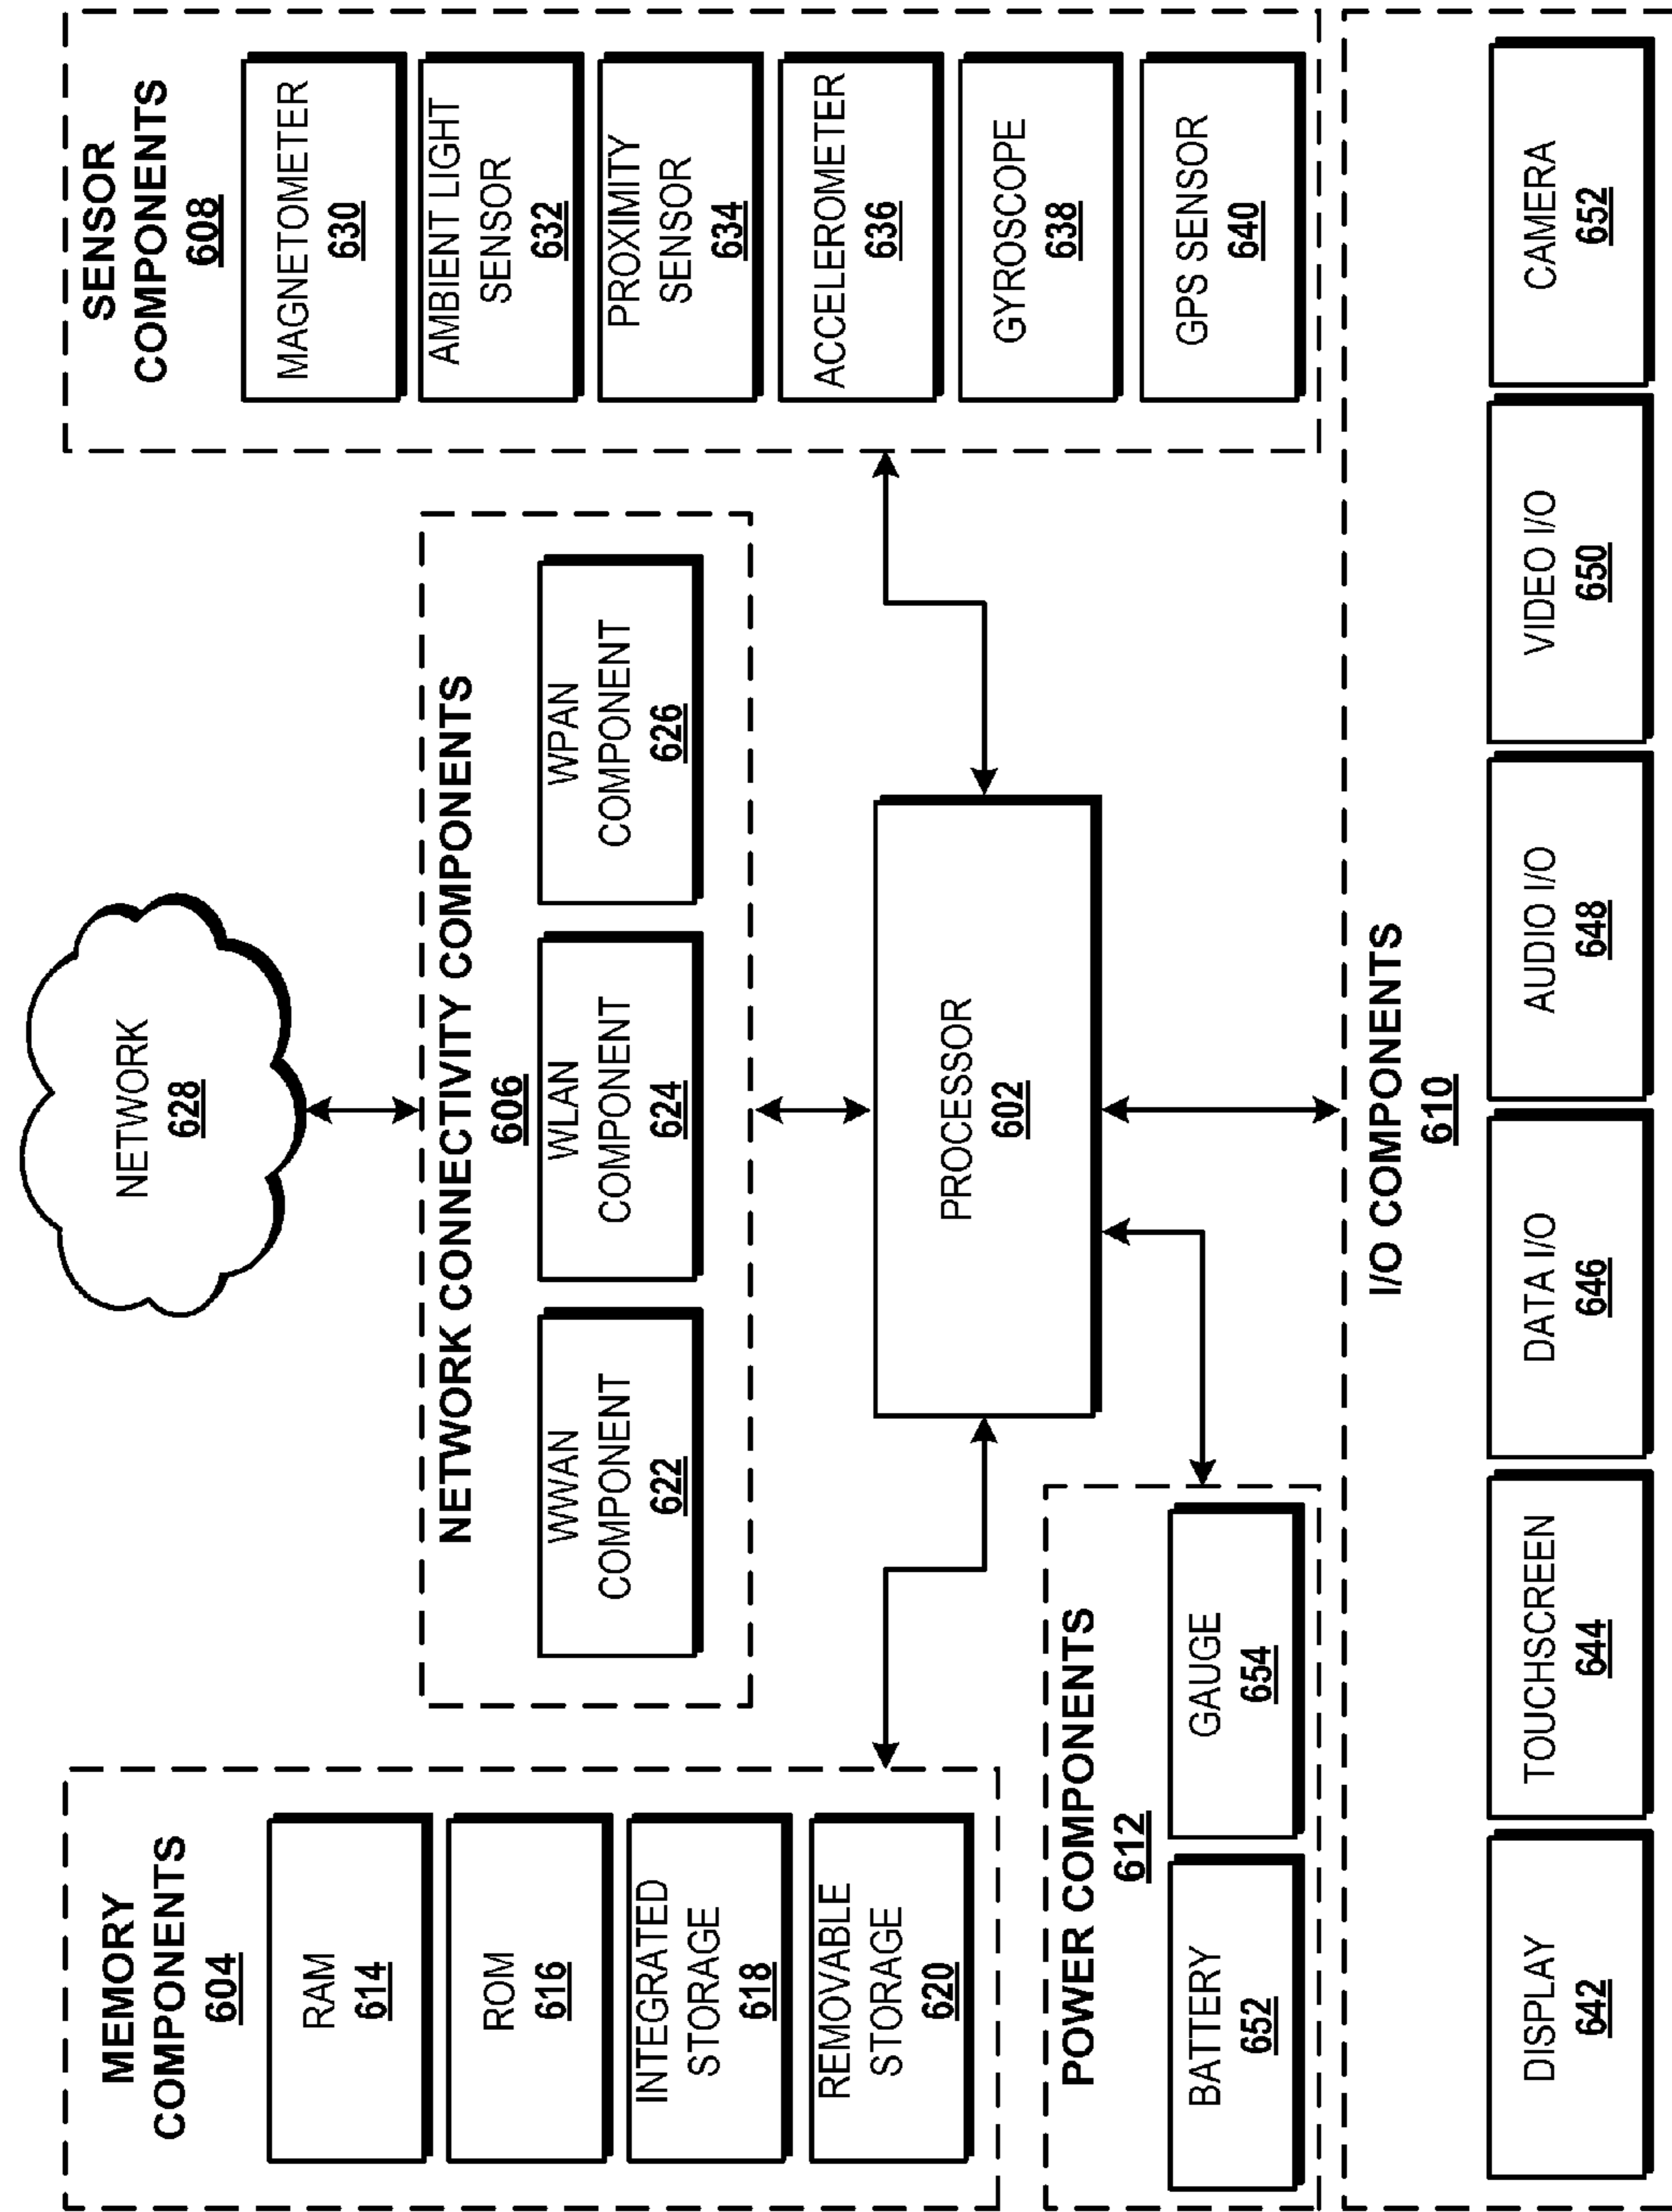 NETWORK
628
MEMORY
COMPONENTS
604
RAM
614
ROM
616
INTEGRATED
STORAGE
618
REMOVABLE
STORAGE
620
NETWORK CONNECTIVITY COMPONENTS
606
WWAN
COMPONENT
622
WLAN
COMPONENT
624
WPAN
COMPONENT
626
SENSOR
COMPONENTS
608
MAGNETOMETER
630
AMBIENT LIGHT
SENSOR
632
PROXIMITY
SENSOR
634
ACCELEROMETER
636
GYROSCOPE
638
GPS SENSOR
640
PROCESSOR
602
POWER COMPONENTS
612
BATTERY
652
GAUGE
654
I/O COMPONENTS
610
DISPLAY
642
TOUCHSCREEN
644
DATA I/O
646
AUDIO I/O
648
VIDEO I/O
650
CAMERA
652